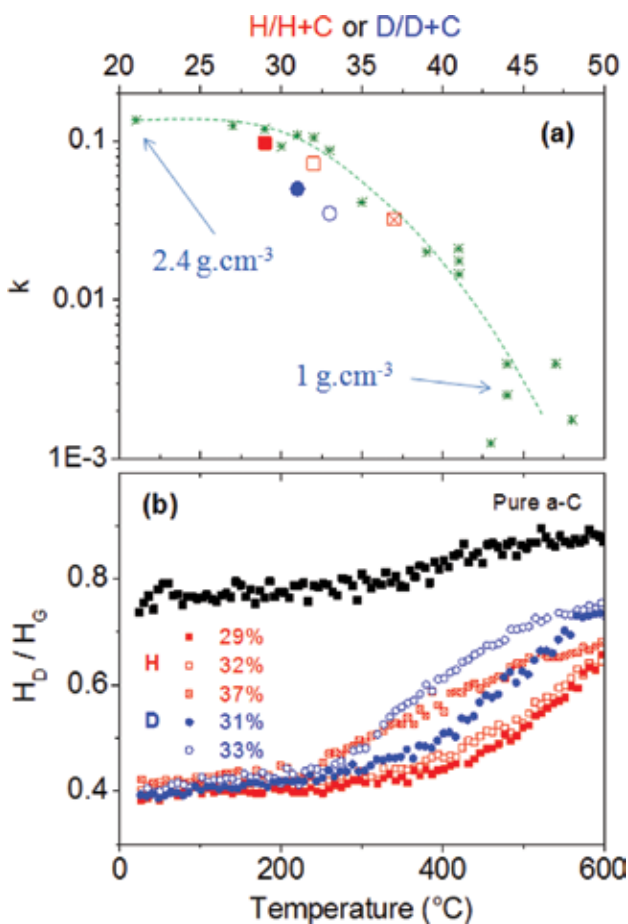 H/H+C or D/D+C
20 25 30 35 40 45 50
(a)
0.1
2.4 g.cm⁻³
k
0.01
1 g.cm⁻³
1E-3
(b)
Pure a-C
0.8
H_D / H_G
29%
H 32%
0.6
37%
D 31%
33%
0.4
0 200 400 600
Temperature (°C)